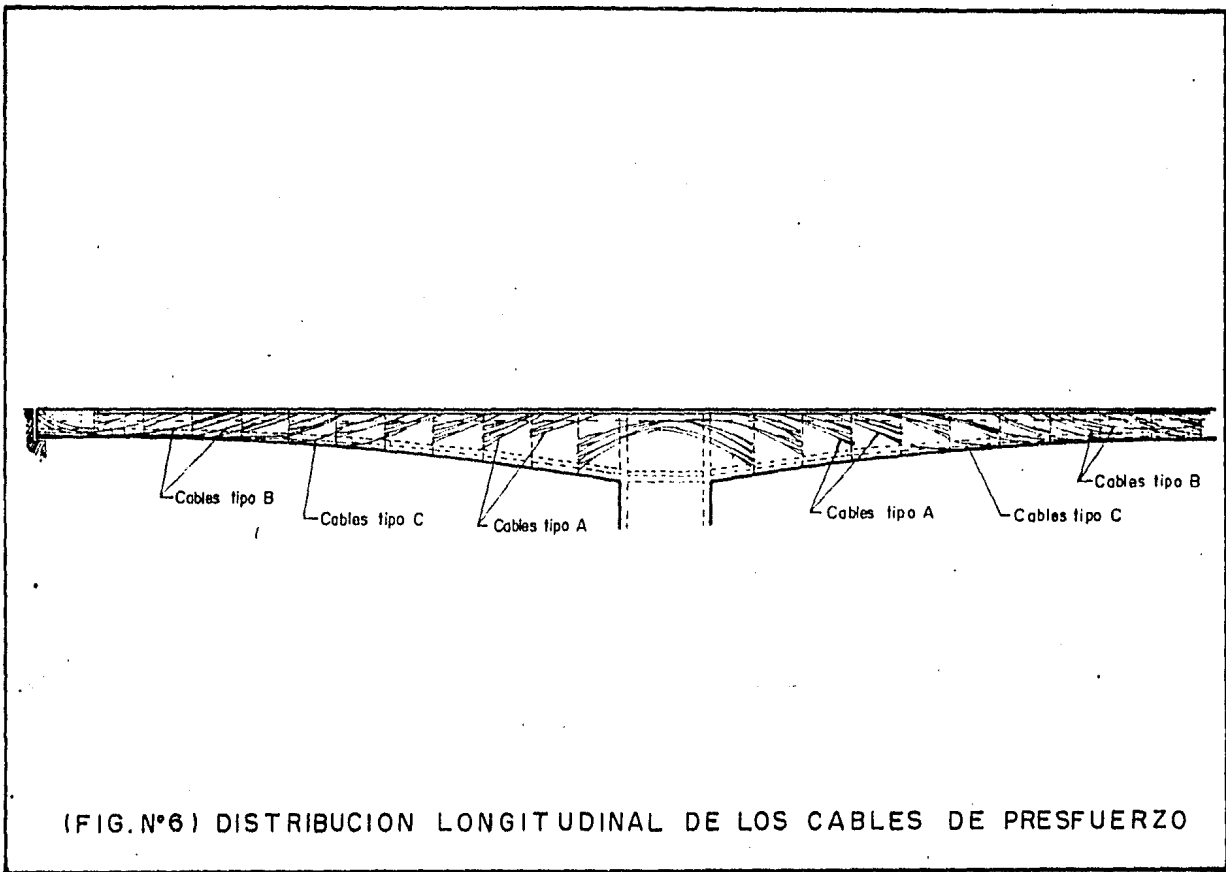 Cables tipo B
Cables tipo C
Cables tipo A
Cables tipo A
Cables tipo C
Cables tipo B
(FIG. Nº6) DISTRIBUCION LONGITUDINAL DE LOS CABLES DE PRESFUERZO